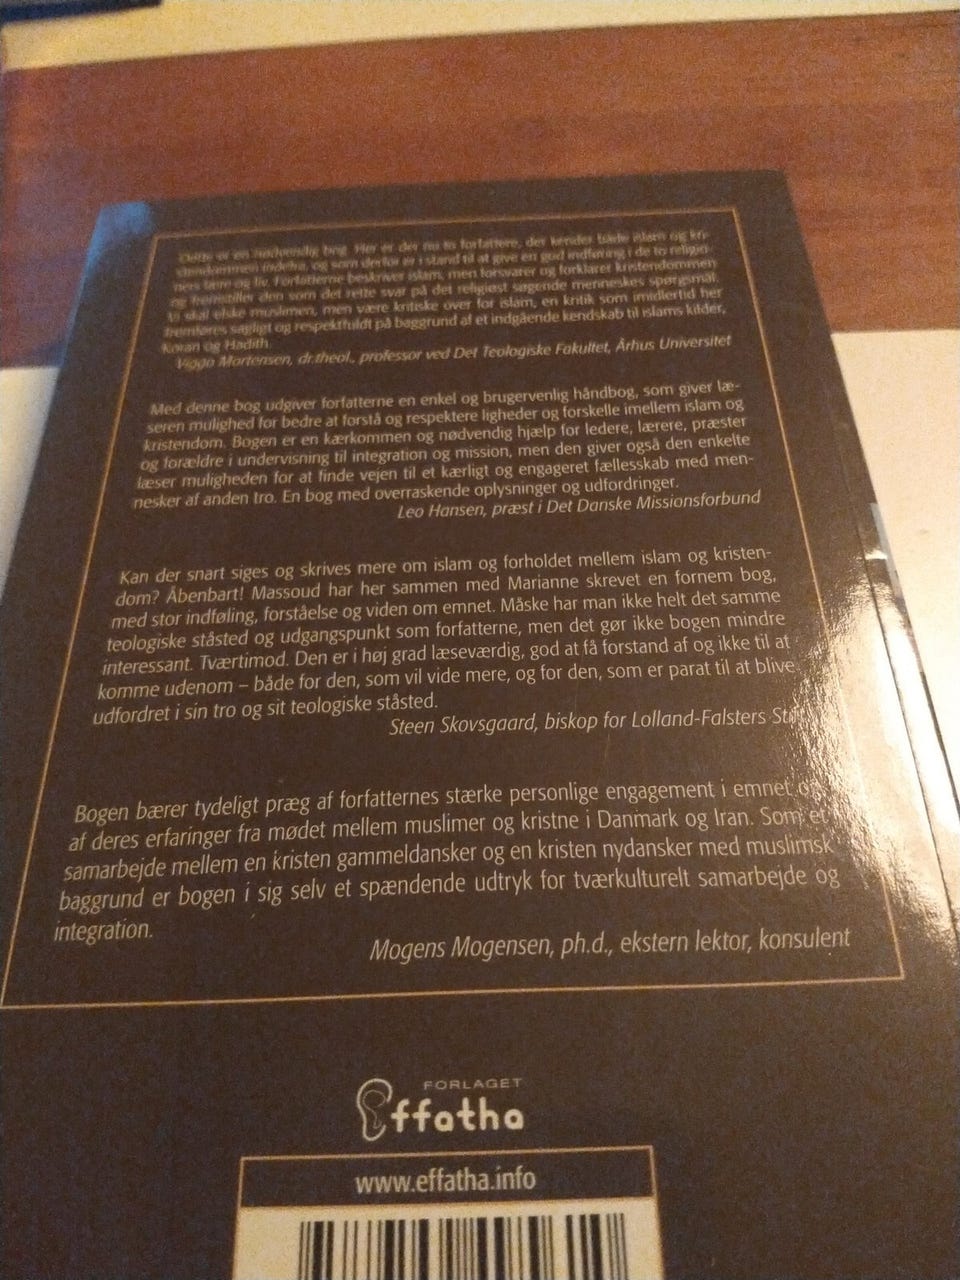 Dette er en nødvendig bog. Her er der nu to forfattere, der kender både islam og kri-
stendommen indefra, og som derfor er i stand til at give en god indføring i de to religio-
ners lære og liv. Forfatterne beskriver islam, men forsvarer og forklarer kristendommen
og fremstiller den som det rette svar på det religiøst søgende menneskes spørgsmål.
Vi skal elske muslimen, men være kritiske over for islam, en kritik som imidlertid her
fremføres sagligt og respektfuldt på baggrund af et indgående kendskab til islams kilder,
Koran og Hadith.
Viggo Mortensen, dr.theol., professor ved Det Teologiske Fakultet, Århus Universitet
Med denne bog udgiver forfatterne en enkel og brugervenlig håndbog, som giver læ-
seren mulighed for bedre at forstå og respektere ligheder og forskelle imellem islam og
kristendom. Bogen er en kærkommen og nødvendig hjælp for ledere, lærere, præster
og forældre i undervisning til integration og mission, men den giver også den enkelte
læser muligheden for at finde vejen til et kærligt og engageret fællesskab med men-
nesker af anden tro. En bog med overraskende oplysninger og udfordringer.
Leo Hansen, præst i Det Danske Missionsforbund
Kan der snart siges og skrives mere om islam og forholdet mellem islam og kristen-
dom? Åbenbart! Massoud har her sammen med Marianne skrevet en fornem bog,
med stor indføling, forståelse og viden om emnet. Måske har man ikke helt det samme
teologiske ståsted og udgangspunkt som forfatterne, men det gør ikke bogen mindre
interessant. Tværtimod. Den er i høj grad læseværdig, god at få forstand af og ikke til at
komme udenom – både for den, som vil vide mere, og for den, som er parat til at blive
udfordret i sin tro og sit teologiske ståsted.
Steen Skovsgaard, biskop for Lolland-Falsters
Bogen bærer tydeligt præg af forfatternes stærke personlige engagement i emnet og
af deres erfaringer fra mødet mellem muslimer og kristne i Danmark og Iran. Som et
samarbejde mellem en kristen gammeldansker og en kristen nydansker med muslimsk
baggrund er bogen i sig selv et spændende udtryk for tværkulturelt samarbejde og
integration.
Mogens Mogensen, ph.d., ekstern lektor, konsulent
FORLAGET
effatha
www.effatha.info